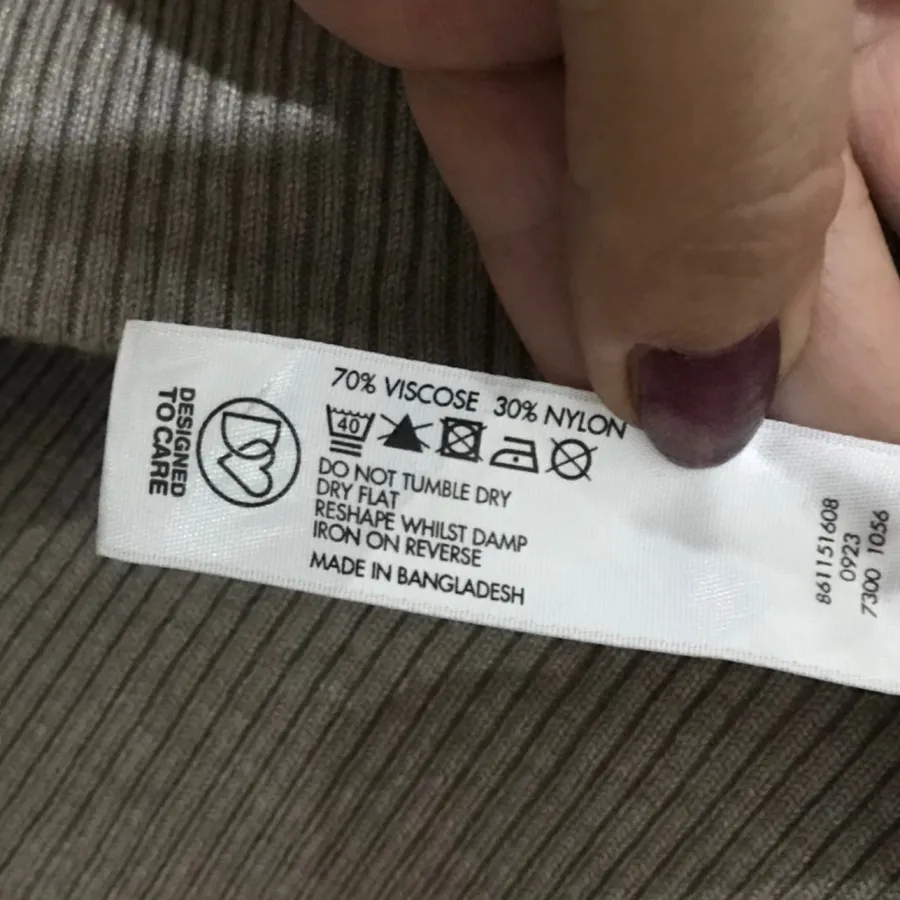 DESIGNED
TO CARE
70% VISCOSE 30% NYLON
40
DO NOT TUMBLE DRY
DRY FLAT
RESHAPE WHILST DAMP
IRON ON REVERSE
MADE IN BANGLADESH
861151608
0923
7300 1056